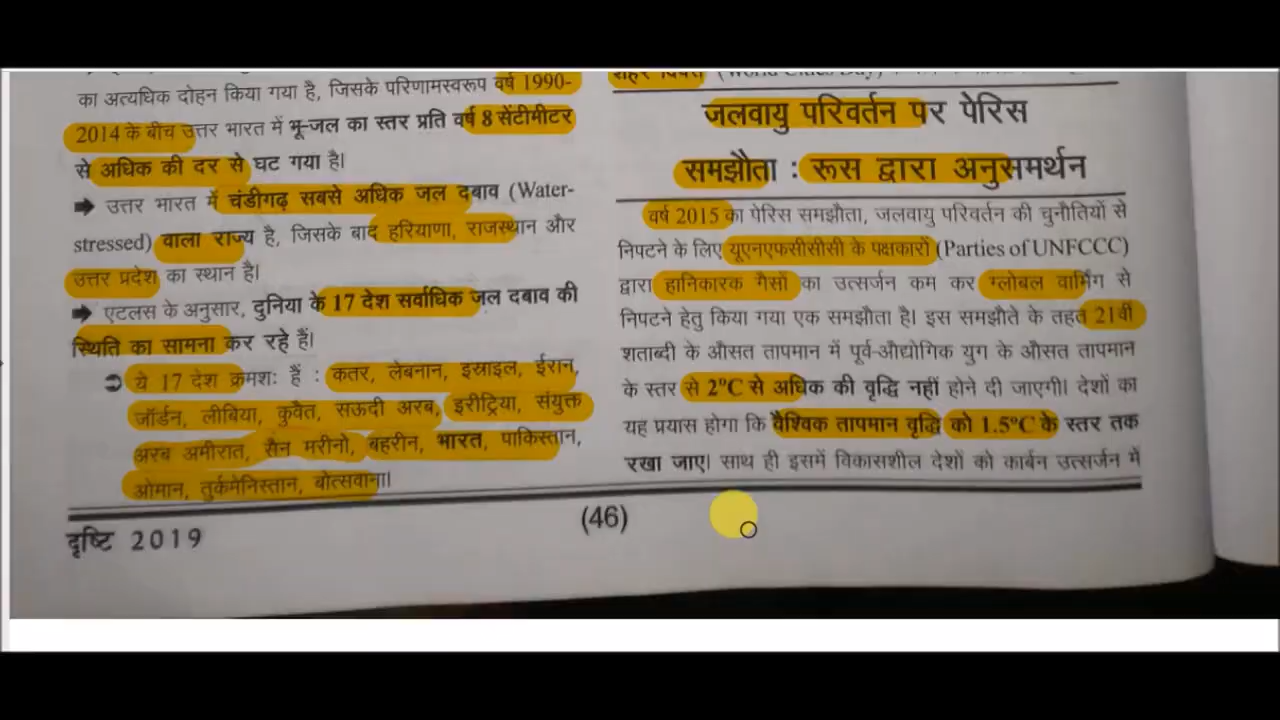 का अत्यधिक दोहन किया गया है, जिसके परिणामस्वरूप वर्ष 1990-
2014 के बीच उत्तर भारत में भू-जल का स्तर प्रति वर्ष 8 सेंटीमीटर
से अधिक की दर से घट गया है।
➡ उत्तर भारत में चंडीगढ़ सबसे अधिक जल दबाव (Water-
stressed) वाला राज्य है, जिसके बाद हरियाणा, राजस्थान और
उत्तर प्रदेश का स्थान है।
➡ एटलस के अनुसार, दुनिया के 17 देश सर्वाधिक जल दबाव की
स्थिति का सामना कर रहे हैं।
➲ ये 17 देश क्रमशः हैं : कतर, लेबनान, इस्राइल, ईरान,
जॉर्डन, लीबिया, कुवैत, सऊदी अरब, इरीट्रिया, संयुक्त
अरब अमीरात, सैन मरीनो, बहरीन, भारत, पाकिस्तान,
ओमान, तुर्कमेनिस्तान, बोत्सवाना।
शहर दिवस (World Cities Day)
जलवायु परिवर्तन पर पेरिस
समझौता : रूस द्वारा अनुसमर्थन
वर्ष 2015 का पेरिस समझौता, जलवायु परिवर्तन की चुनौतियों से
निपटने के लिए यूएनएफसीसीसी के पक्षकारों (Parties of UNFCCC)
द्वारा हानिकारक गैसों का उत्सर्जन कम कर ग्लोबल वार्मिंग से
निपटने हेतु किया गया एक समझौता है। इस समझौते के तहत 21वीं
शताब्दी के औसत तापमान में पूर्व-औद्योगिक युग के औसत तापमान
के स्तर से 2°C से अधिक की वृद्धि नहीं होने दी जाएगी। देशों का
यह प्रयास होगा कि वैश्विक तापमान वृद्धि को 1.5°C के स्तर तक
रखा जाए। साथ ही इसमें विकासशील देशों को कार्बन उत्सर्जन में
दृष्टि 2019
(46)